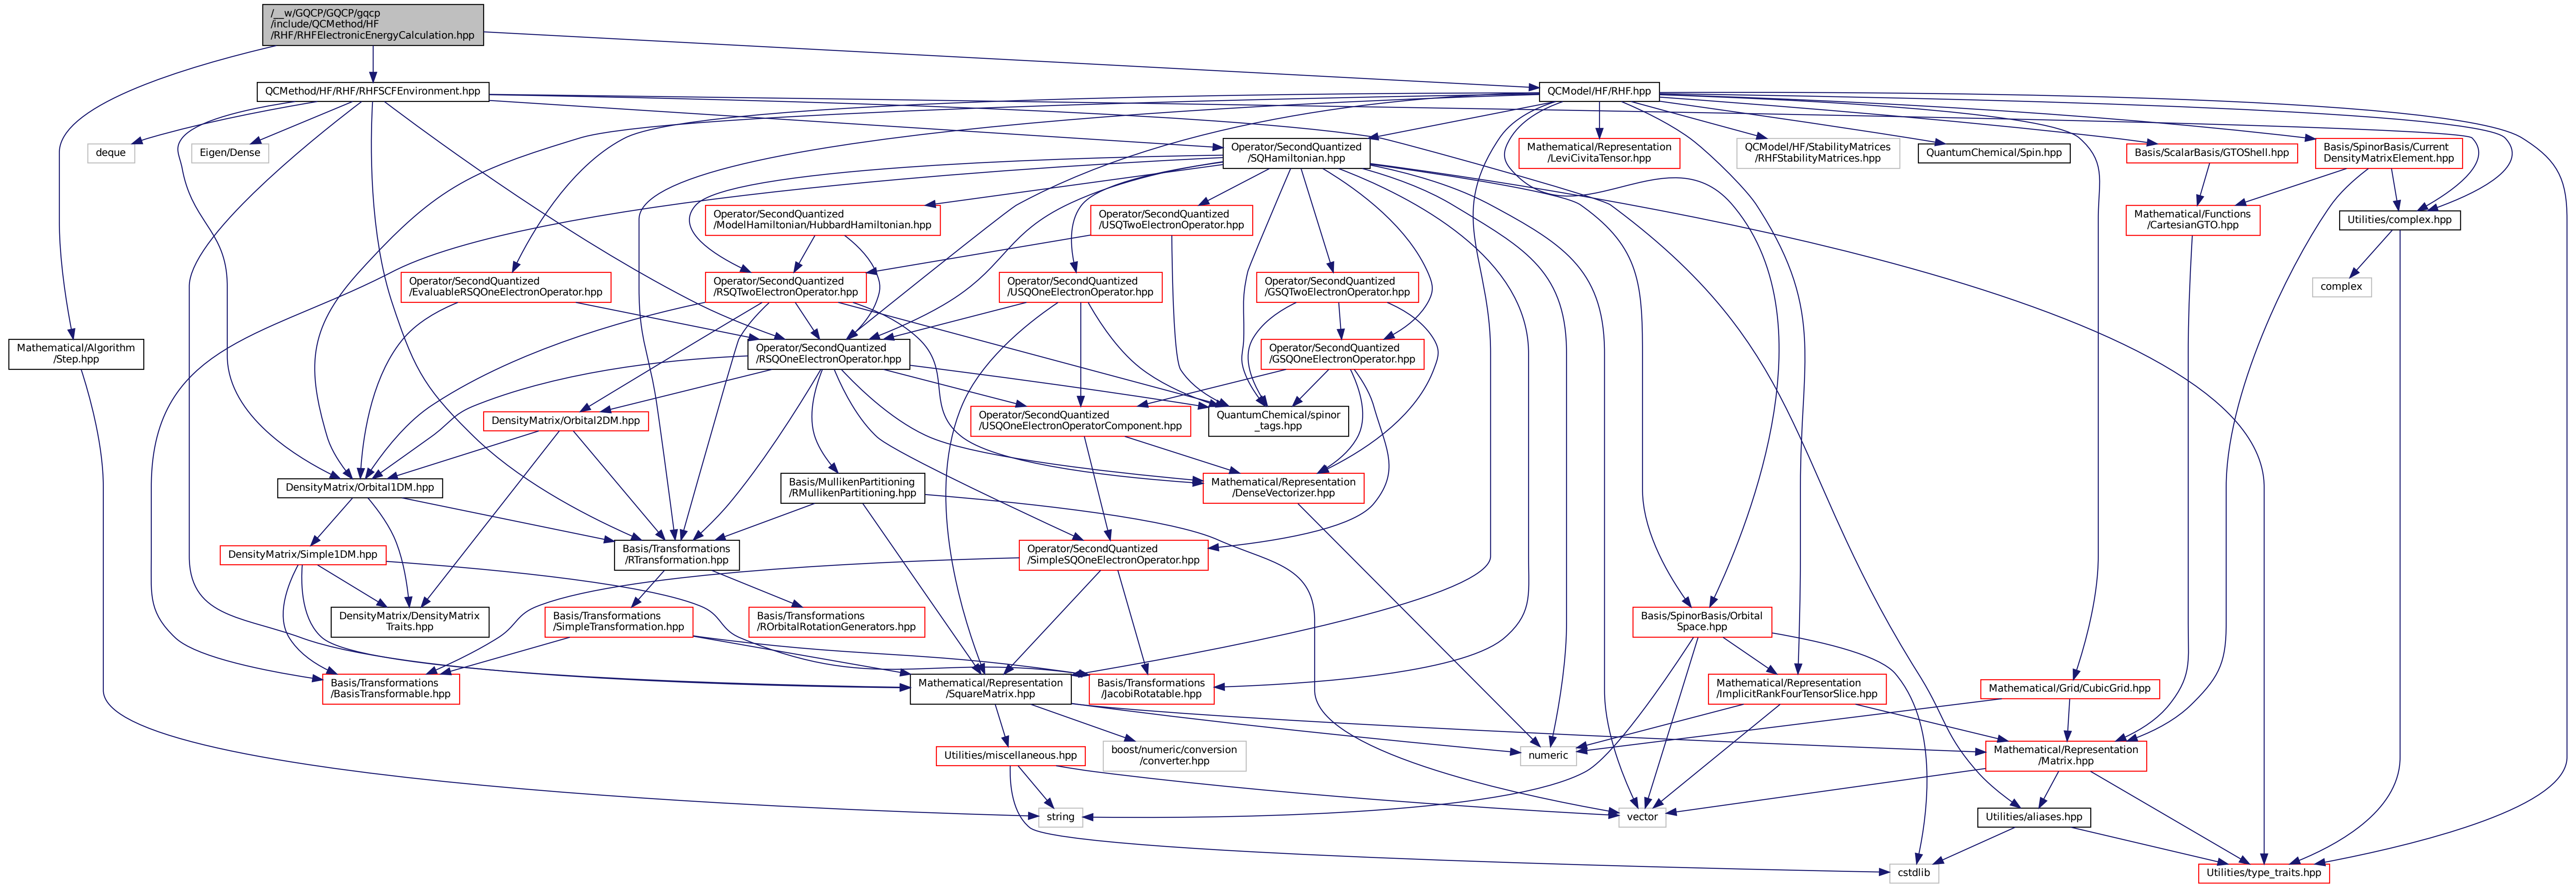 /__w/GQCP/GQCP/gqcp
/include/QCMethod/HF
/RHF/RHFElectronicEnergyCalculation.hpp
QCMethod/HF/RHF/RHFSCFEnvironment.hpp
QCModel/HF/RHF.hpp
deque
Eigen/Dense
Operator/SecondQuantized
/SQHamiltonian.hpp
Mathematical/Representation
/LeviCivitaTensor.hpp
QCModel/HF/StabilityMatrices
/RHFStabilityMatrices.hpp
QuantumChemical/Spin.hpp
Basis/ScalarBasis/GTOShell.hpp
Basis/SpinorBasis/Current
DensityMatrixElement.hpp
Operator/SecondQuantized
/ModelHamiltonian/HubbardHamiltonian.hpp
Operator/SecondQuantized
/USQTwoElectronOperator.hpp
Mathematical/Functions
/CartesianGTO.hpp
Utilities/complex.hpp
Operator/SecondQuantized
/EvaluableRSQOneElectronOperator.hpp
Operator/SecondQuantized
/RSQTwoElectronOperator.hpp
Operator/SecondQuantized
/USQOneElectronOperator.hpp
Operator/SecondQuantized
/GSQTwoElectronOperator.hpp
complex
Mathematical/Algorithm
/Step.hpp
Operator/SecondQuantized
/RSQOneElectronOperator.hpp
Operator/SecondQuantized
/GSQOneElectronOperator.hpp
DensityMatrix/Orbital2DM.hpp
Operator/SecondQuantized
/USQOneElectronOperatorComponent.hpp
QuantumChemical/spinor
_tags.hpp
DensityMatrix/Orbital1DM.hpp
Basis/MullikenPartitioning
/RMullikenPartitioning.hpp
Mathematical/Representation
/DenseVectorizer.hpp
DensityMatrix/Simple1DM.hpp
Basis/Transformations
/RTransformation.hpp
Operator/SecondQuantized
/SimpleSQOneElectronOperator.hpp
DensityMatrix/DensityMatrix
Traits.hpp
Basis/Transformations
/SimpleTransformation.hpp
Basis/Transformations
/ROrbitalRotationGenerators.hpp
Basis/SpinorBasis/Orbital
Space.hpp
Basis/Transformations
/BasisTransformable.hpp
Mathematical/Representation
/SquareMatrix.hpp
Basis/Transformations
/JacobiRotatable.hpp
Mathematical/Representation
/ImplicitRankFourTensorSlice.hpp
Mathematical/Grid/CubicGrid.hpp
Utilities/miscellaneous.hpp
boost/numeric/conversion
/converter.hpp
numeric
Mathematical/Representation
/Matrix.hpp
string
vector
Utilities/aliases.hpp
cstdlib
Utilities/type_traits.hpp